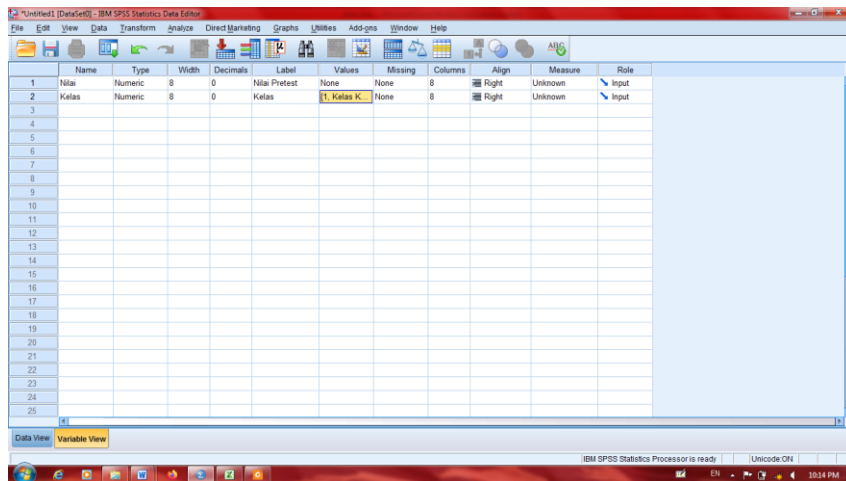 *Untitled1 [DataSet0] - IBM SPSS Statistics Data Editor
File Edit View Data Transform Analyze Direct Marketing Graphs Utilities Add-ons Window Help
Name Type Width Decimals Label Values Missing Columns Align Measure Role
1 Nilai Numeric 8 0 Nilai Pretest None None 8 Right Unknown Input
2 Kelas Numeric 8 0 Kelas {1, Kelas K... None 8 Right Unknown Input
3
4
5
6
7
8
9
10
11
12
13
14
15
16
17
18
19
20
21
22
23
24
25
Data View Variable View
IBM SPSS Statistics Processor is ready Unicode:ON
EN 10:14 PM